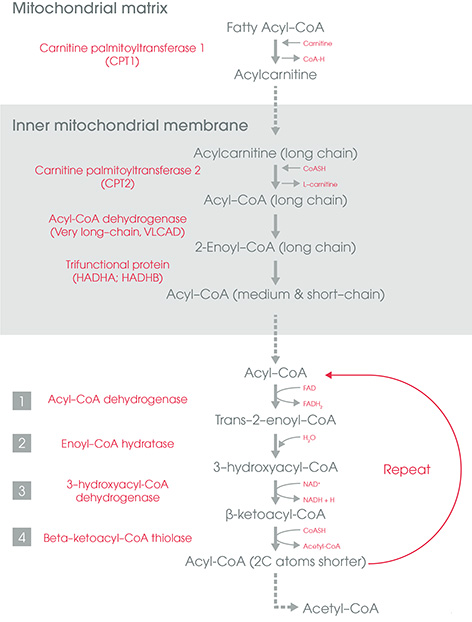 Mitochondrial matrix
Fatty Acyl–CoA
Carnitine palmitoyltransferase 1
(CPT1)
Carnitine
CoA-H
Acylcarnitine
Inner mitochondrial membrane
Acylcarnitine (long chain)
Carnitine palmitoyltransferase 2
(CPT2)
CoASH
L–carnitine
Acyl–CoA (long chain)
Acyl-CoA dehydrogenase
(Very long–chain, VLCAD)
2-Enoyl–CoA (long chain)
Trifunctional protein
(HADHA; HADHB)
Acyl–CoA (medium & short–chain)
Acyl–CoA
1 Acyl–CoA dehydrogenase
FAD
FADH2
Trans–2–enoyl–CoA
2 Enoyl–CoA hydratase
H2O
3–hydroxyacyl–CoA
Repeat
3 3–hydroxyacyl-CoA
dehydrogenase
NAD+
NADH + H
β-ketoacyl-CoA
4 Beta–ketoacyl–CoA thiolase
CoASH
Acetyl–CoA
Acyl-CoA (2C atoms shorter)
Acetyl–CoA